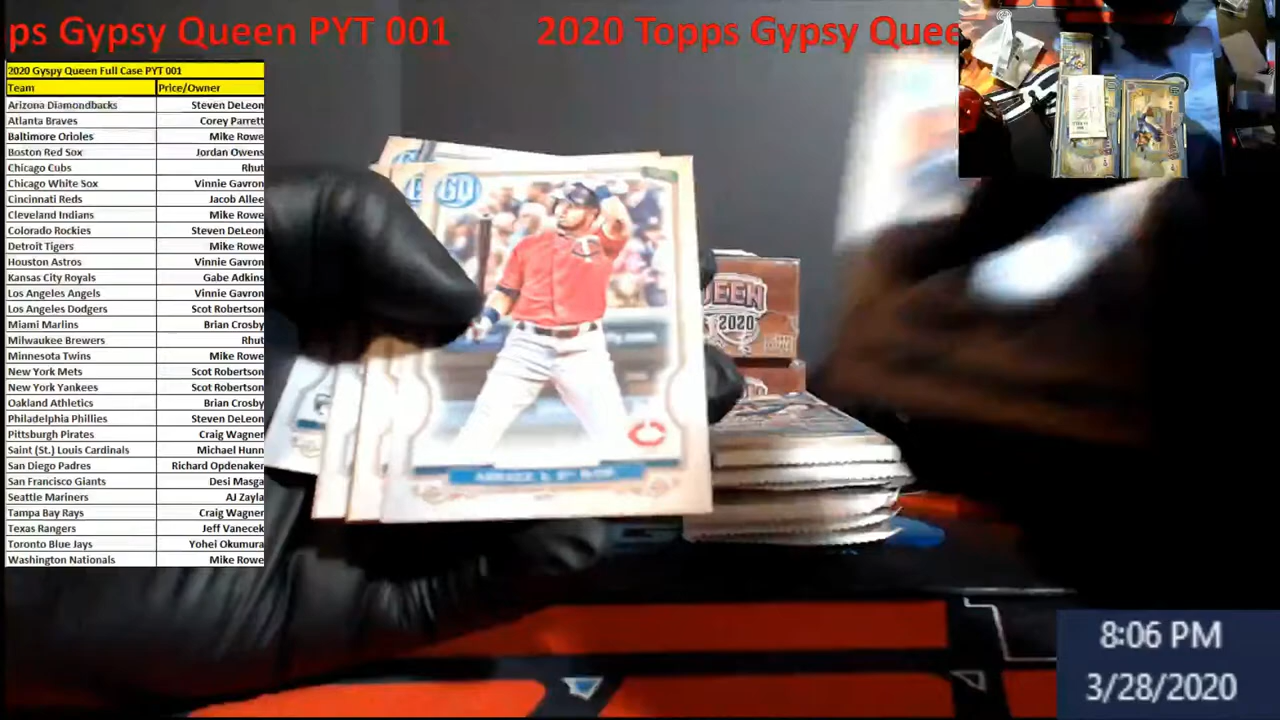 ps Gypsy Queen PYT 001 2020 Topps Gypsy Quee
2020 Gyspy Queen Full Case PYT 001
Team Price/Owner
Arizona Diamondbacks Steven DeLeon
Atlanta Braves Corey Parrett
Baltimore Orioles Mike Rowe
Boston Red Sox Jordan Owens
Chicago Cubs Rhut
Chicago White Sox Vinnie Gavron
Cincinnati Reds Jacob Allee
Cleveland Indians Mike Rowe
Colorado Rockies Steven DeLeon
Detroit Tigers Mike Rowe
Houston Astros Vinnie Gavron
Kansas City Royals Gabe Adkins
Los Angeles Angels Vinnie Gavron
Los Angeles Dodgers Scot Robertson
Miami Marlins Brian Crosby
Milwaukee Brewers Rhut
Minnesota Twins Mike Rowe
New York Mets Scot Robertson
New York Yankees Scot Robertson
Oakland Athletics Brian Crosby
Philadelphia Phillies Steven DeLeon
Pittsburgh Pirates Craig Wagner
Saint (St.) Louis Cardinals Michael Hunn
San Diego Padres Richard Opdenaker
San Francisco Giants Desi Masga
Seattle Mariners AJ Zayla
Tampa Bay Rays Craig Wagner
Texas Rangers Jeff Vanecek
Toronto Blue Jays Yohei Okumura
Washington Nationals Mike Rowe
GQ
UEEN
2020
8:06 PM
3/28/2020